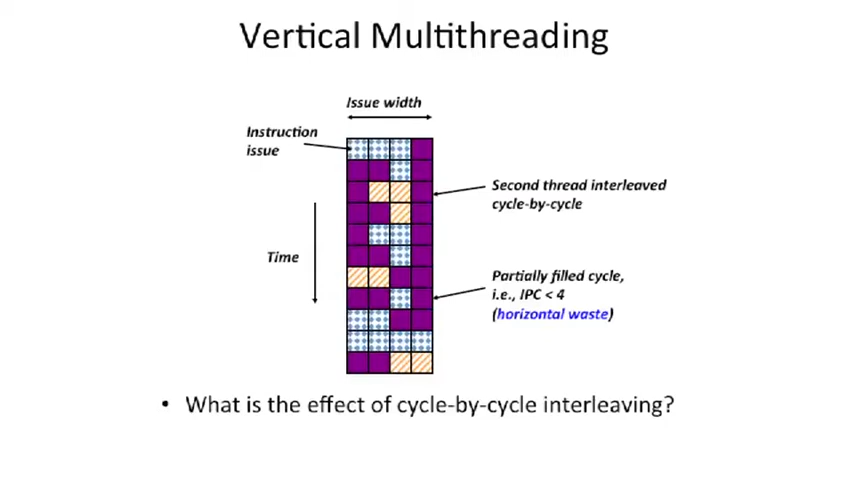 Vertical Multithreading
Issue width
Instruction
issue
Second thread interleaved
cycle-by-cycle
Time
Partially filled cycle,
i.e., IPC < 4
(horizontal waste)
• What is the effect of cycle-by-cycle interleaving?